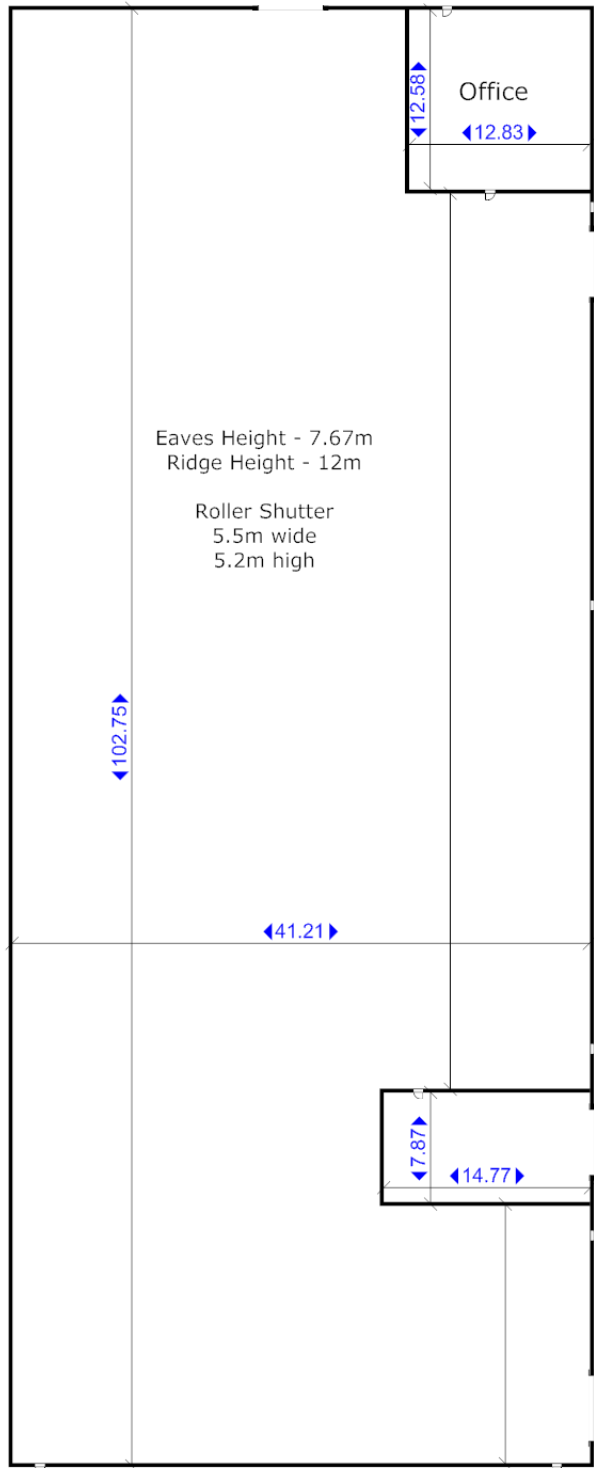 Office
12.58
12.83
Eaves Height - 7.67m
Ridge Height - 12m
Roller Shutter
5.5m wide
5.2m high
102.75
41.21
7.87
14.77